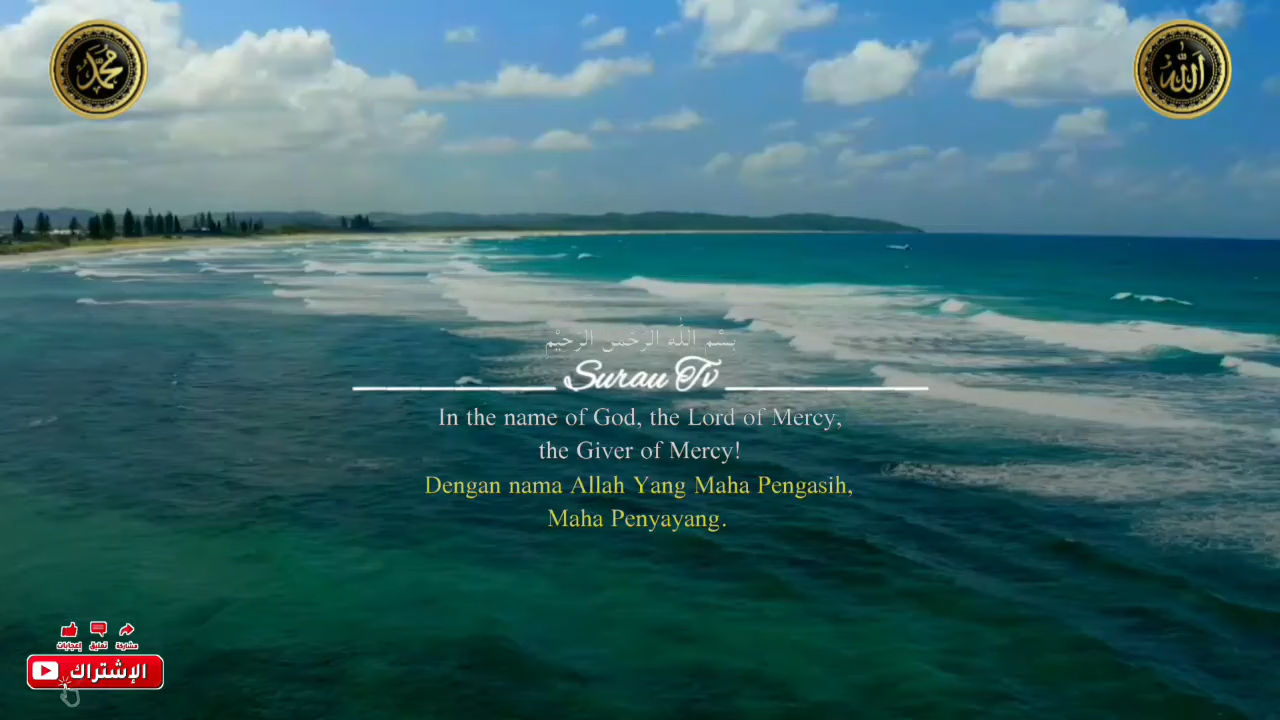 محمد
الله
بِسْمِ اللّٰهِ الرَّحْمٰنِ الرَّحِيْمِ
Surau Tv
In the name of God, the Lord of Mercy,
the Giver of Mercy!
Dengan nama Allah Yang Maha Pengasih,
Maha Penyayang.
إعجابات تعليق مشاركة
الإشتراك